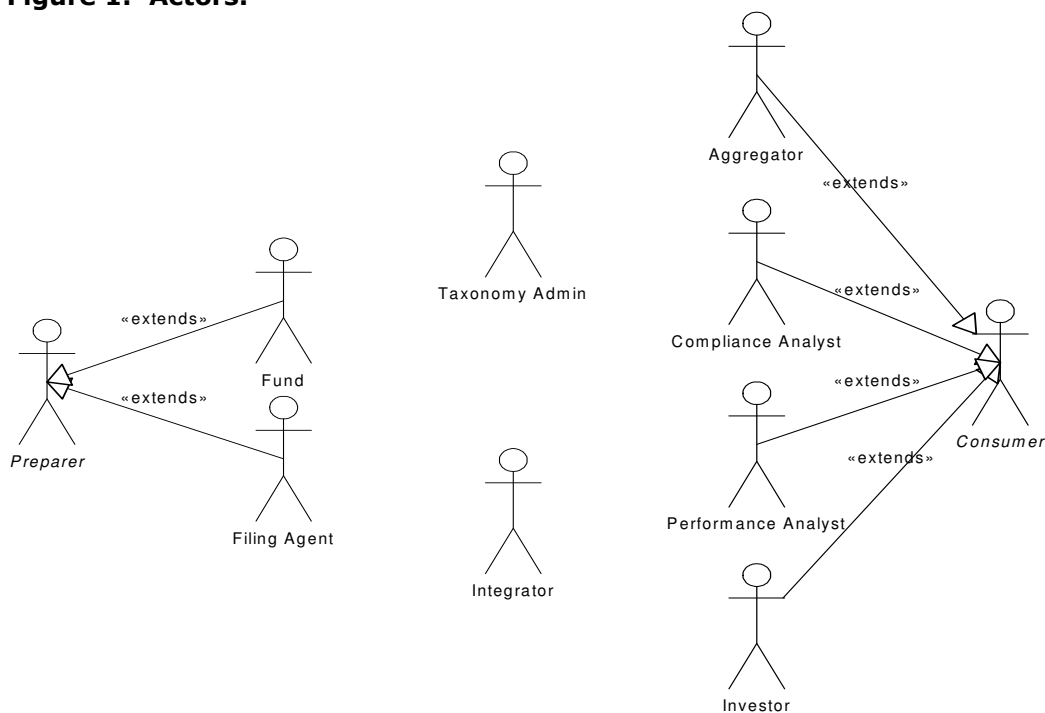 Figure 1. Actors.
Aggregator
«extends»
Taxonomy Admin
«extends»
«extends»
Compliance Analyst
Fund
«extends»
«extends»
Preparer
Consumer
«extends»
Performance Analyst
Filing Agent
Integrator
Investor